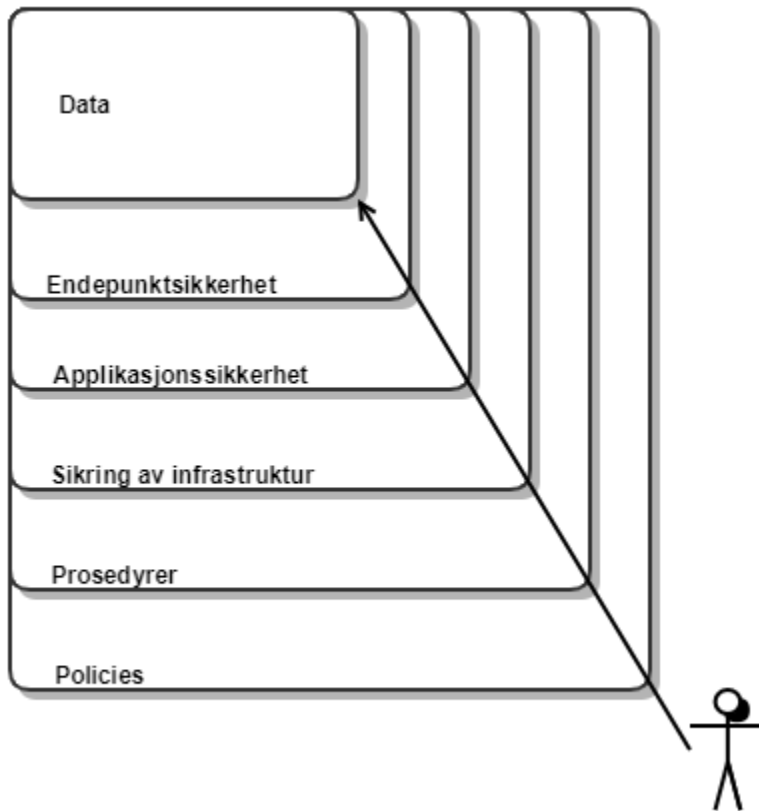 Data
Endepunktsikkerhet
Applikasjonssikkerhet
Sikring av infrastruktur
Prosedyrer
Policies